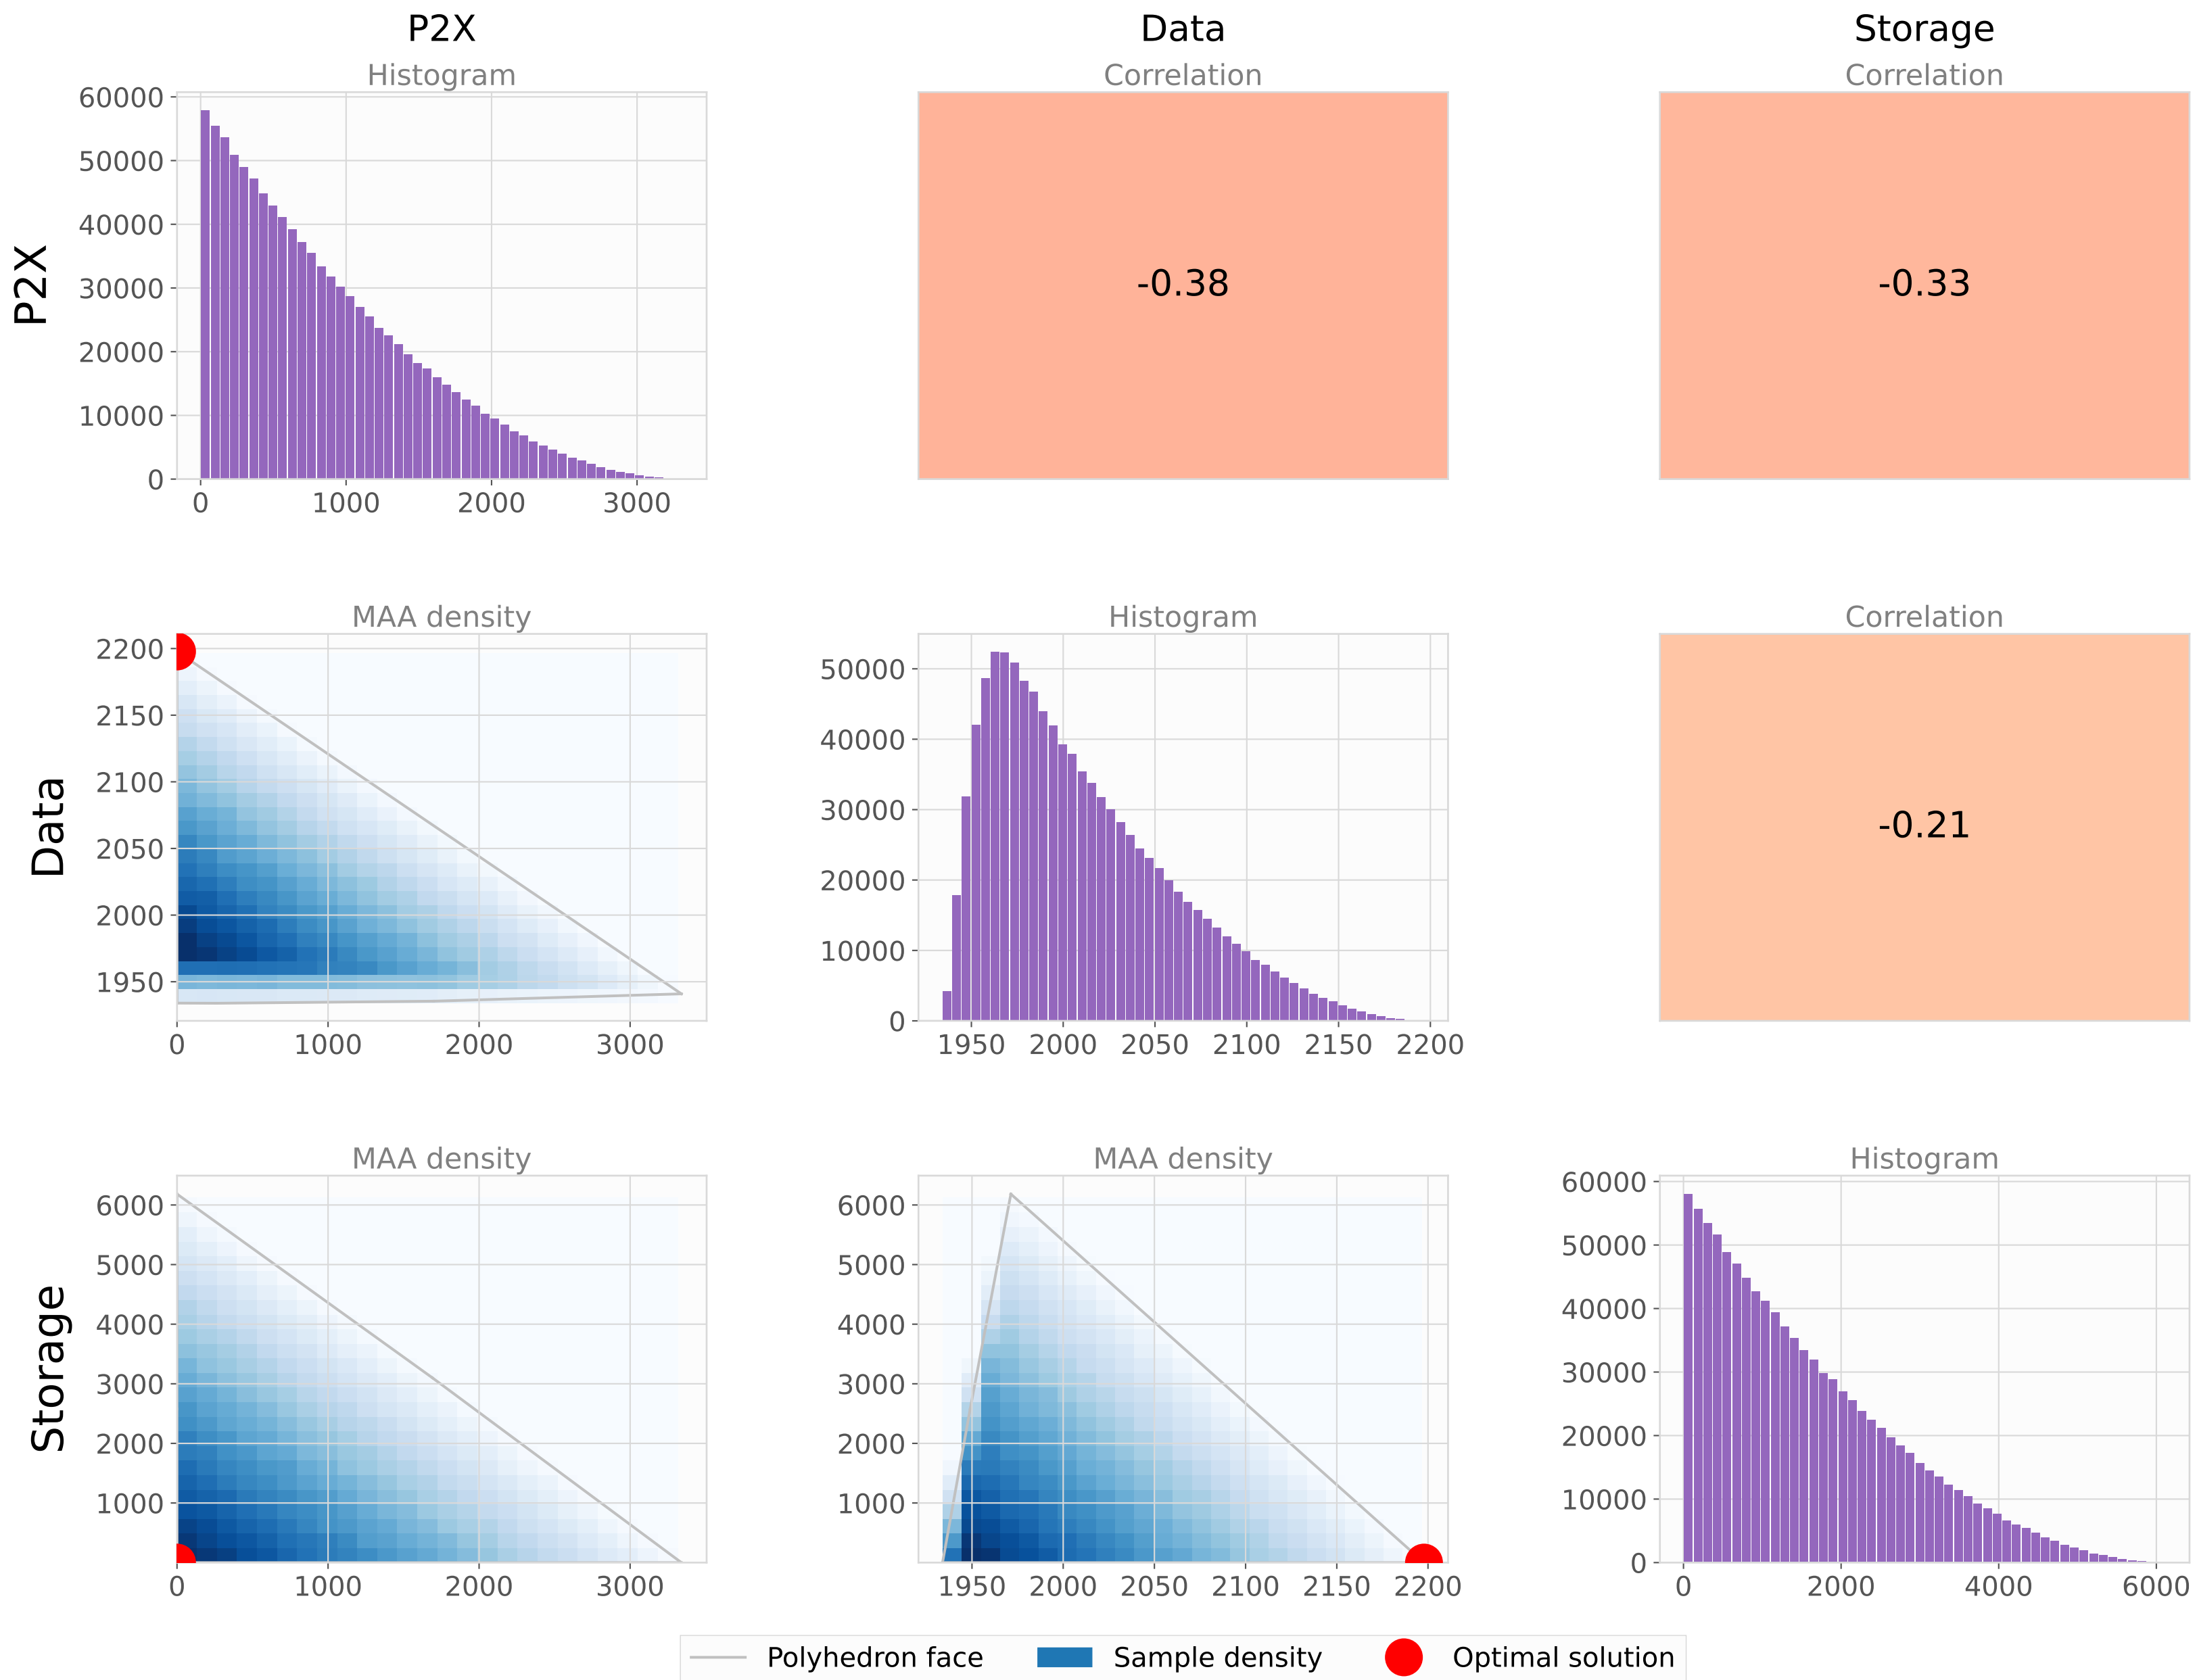 P2X Data Storage
Histogram Correlation Correlation
P2X
60000
50000
40000
30000
20000
10000
0
0 1000 2000 3000
-0.38
-0.33
MAA density Histogram Correlation
Data
2200
2150
2100
2050
2000
1950
0 1000 2000 3000
50000
40000
30000
20000
10000
0
1950 2000 2050 2100 2150 2200
-0.21
MAA density MAA density Histogram
Storage
6000
5000
4000
3000
2000
1000
0 1000 2000 3000
6000
5000
4000
3000
2000
1000
1950 2000 2050 2100 2150 2200
60000
50000
40000
30000
20000
10000
0
0 2000 4000 6000
Polyhedron face Sample density Optimal solution